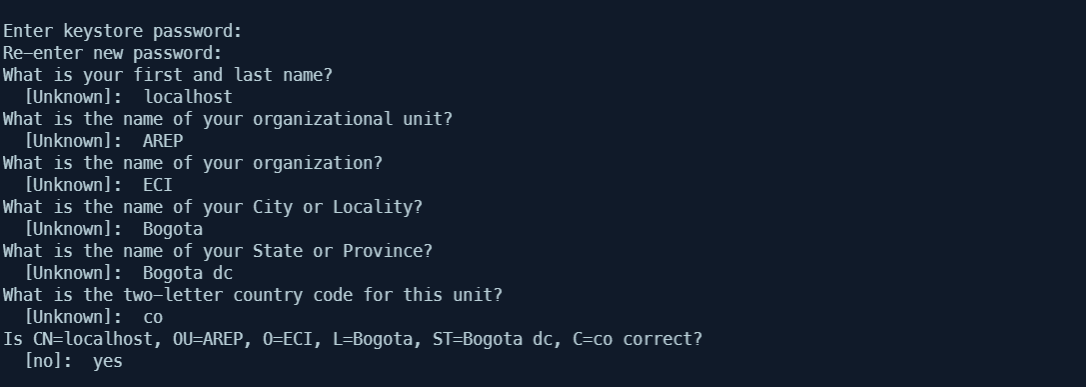 Enter keystore password:
Re-enter new password:
What is your first and last name?
  [Unknown]:  localhost
What is the name of your organizational unit?
  [Unknown]:  AREP
What is the name of your organization?
  [Unknown]:  ECI
What is the name of your City or Locality?
  [Unknown]:  Bogota
What is the name of your State or Province?
  [Unknown]:  Bogota dc
What is the two-letter country code for this unit?
  [Unknown]:  co
Is CN=localhost, OU=AREP, O=ECI, L=Bogota, ST=Bogota dc, C=co correct?
  [no]:  yes